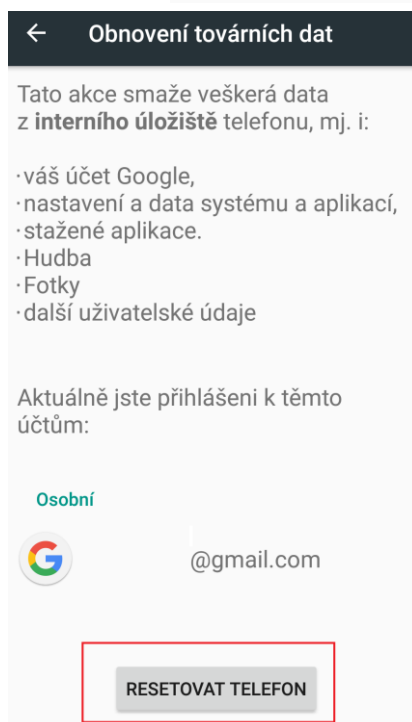 Obnovení továrních dat
Tato akce smaže veškerá data
z interního úložiště telefonu, mj. i:
·váš účet Google,
·nastavení a data systému a aplikací,
·stažené aplikace.
·Hudba
·Fotky
·další uživatelské údaje
Aktuálně jste přihlášeni k těmto
účtům:
Osobní
@gmail.com
RESETOVAT TELEFON